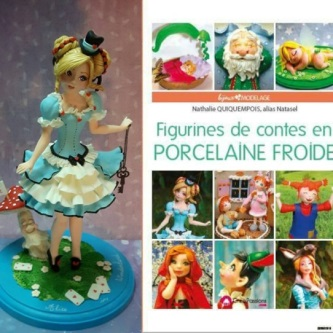 Nathalie QUIQUEMPOIS, alias Natasel
Figurines de contes en
PORCELAINE FROIDE